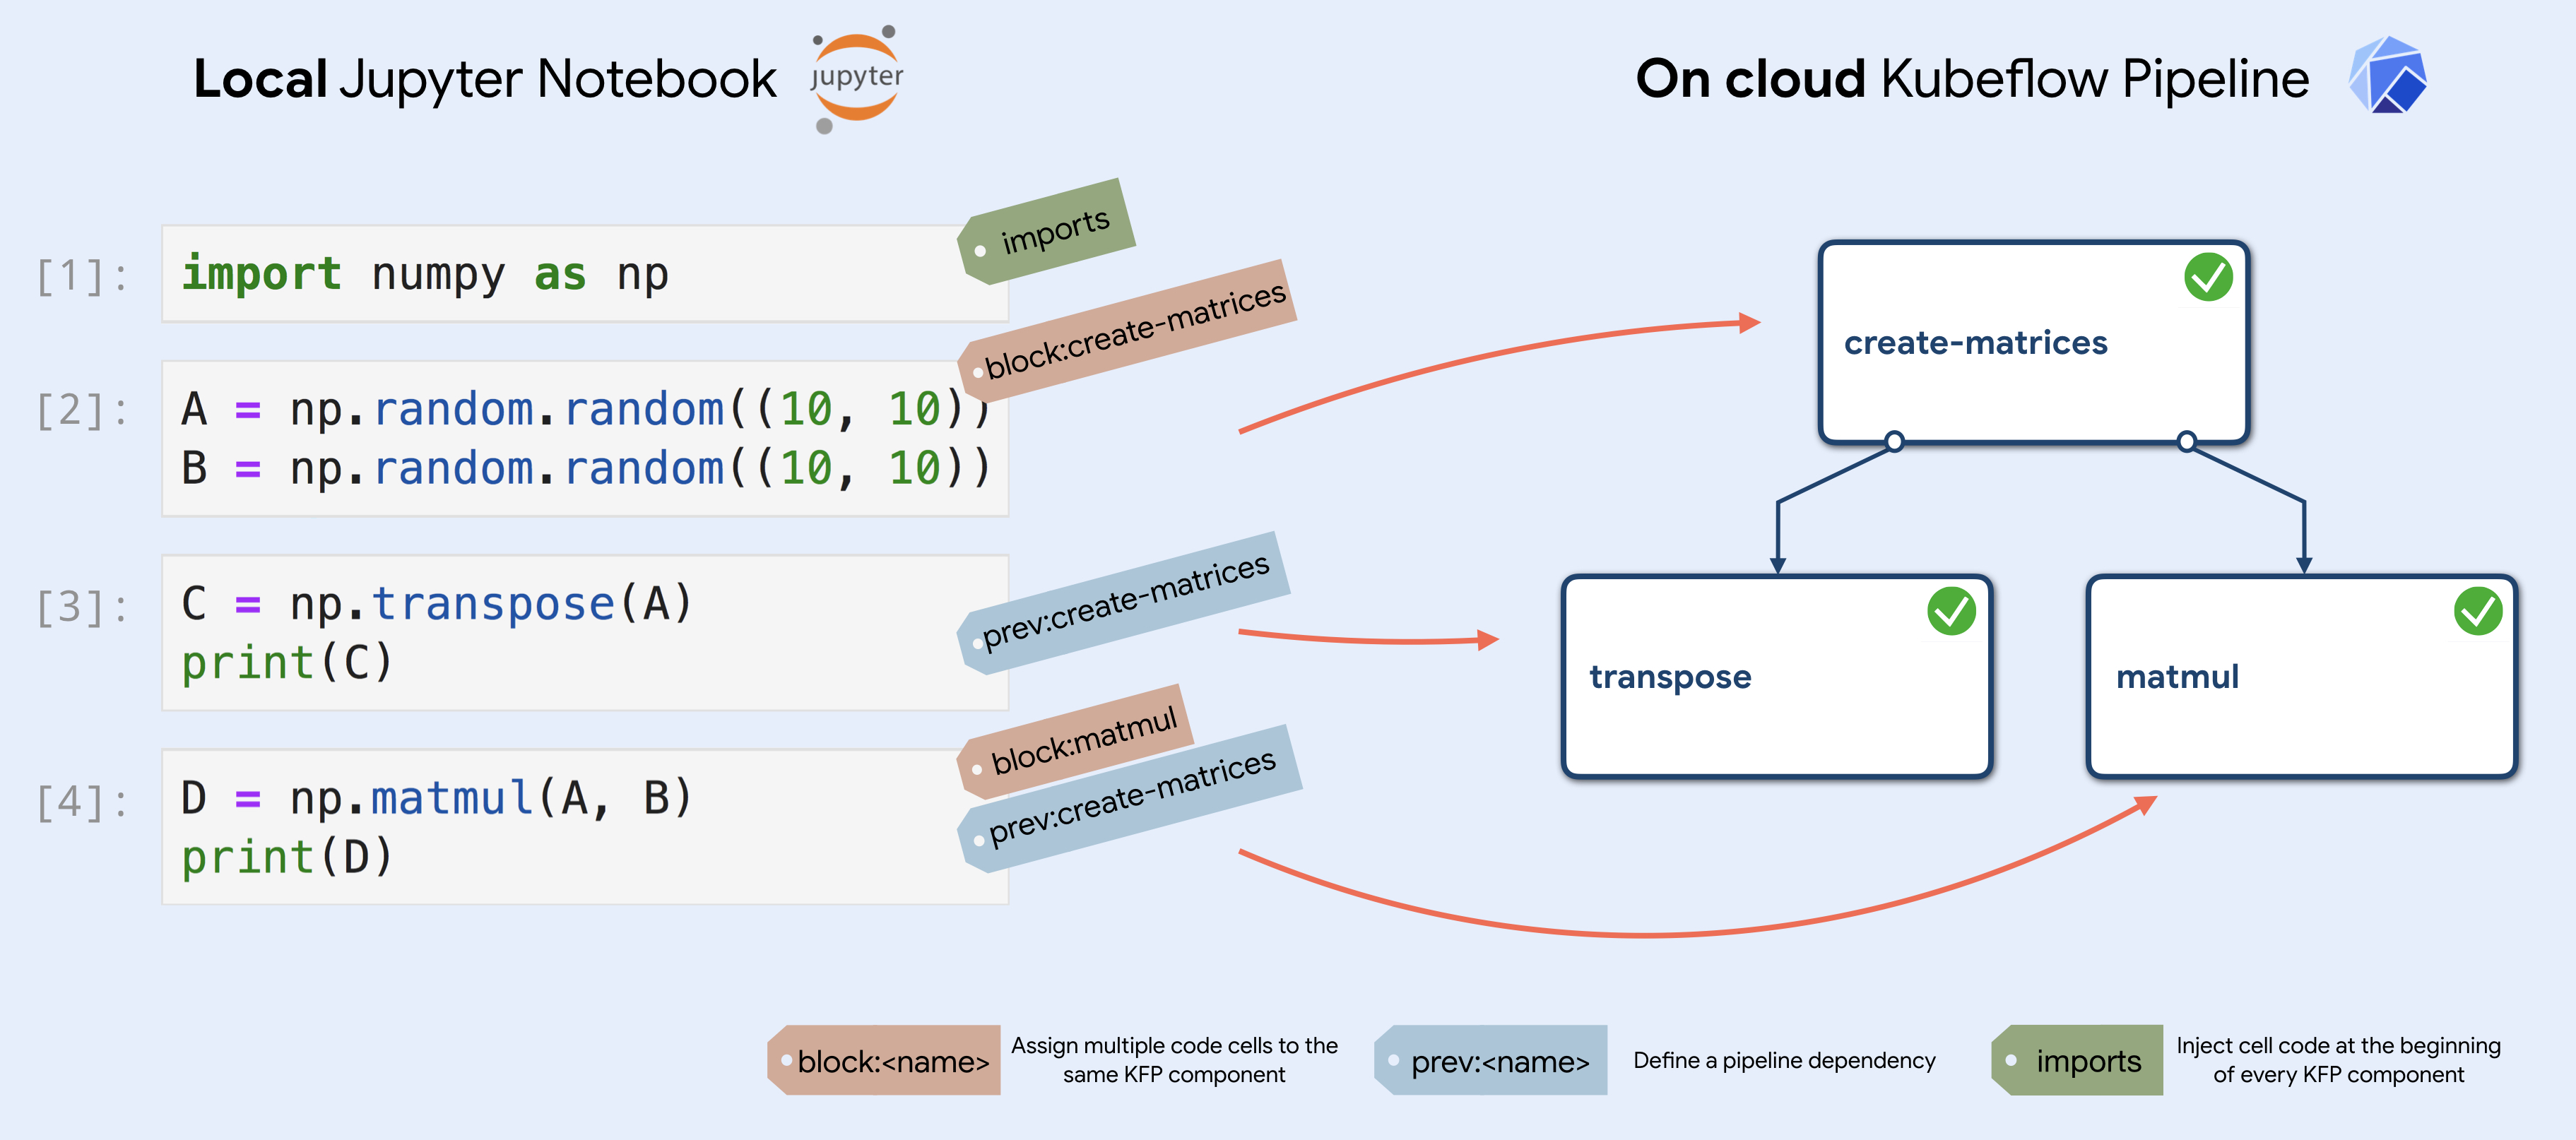 Local Jupyter Notebook
jupyter
On cloud Kubeflow Pipeline
imports
[1]: import numpy as np
block:create-matrices
[2]: A = np.random.random((10, 10))
B = np.random.random((10, 10))
prev:create-matrices
[3]: C = np.transpose(A)
print(C)
block:matmul
prev:create-matrices
[4]: D = np.matmul(A, B)
print(D)
create-matrices
transpose
matmul
block:<name>
Assign multiple code cells to the
same KFP component
prev:<name>
Define a pipeline dependency
imports
Inject cell code at the beginning
of every KFP component